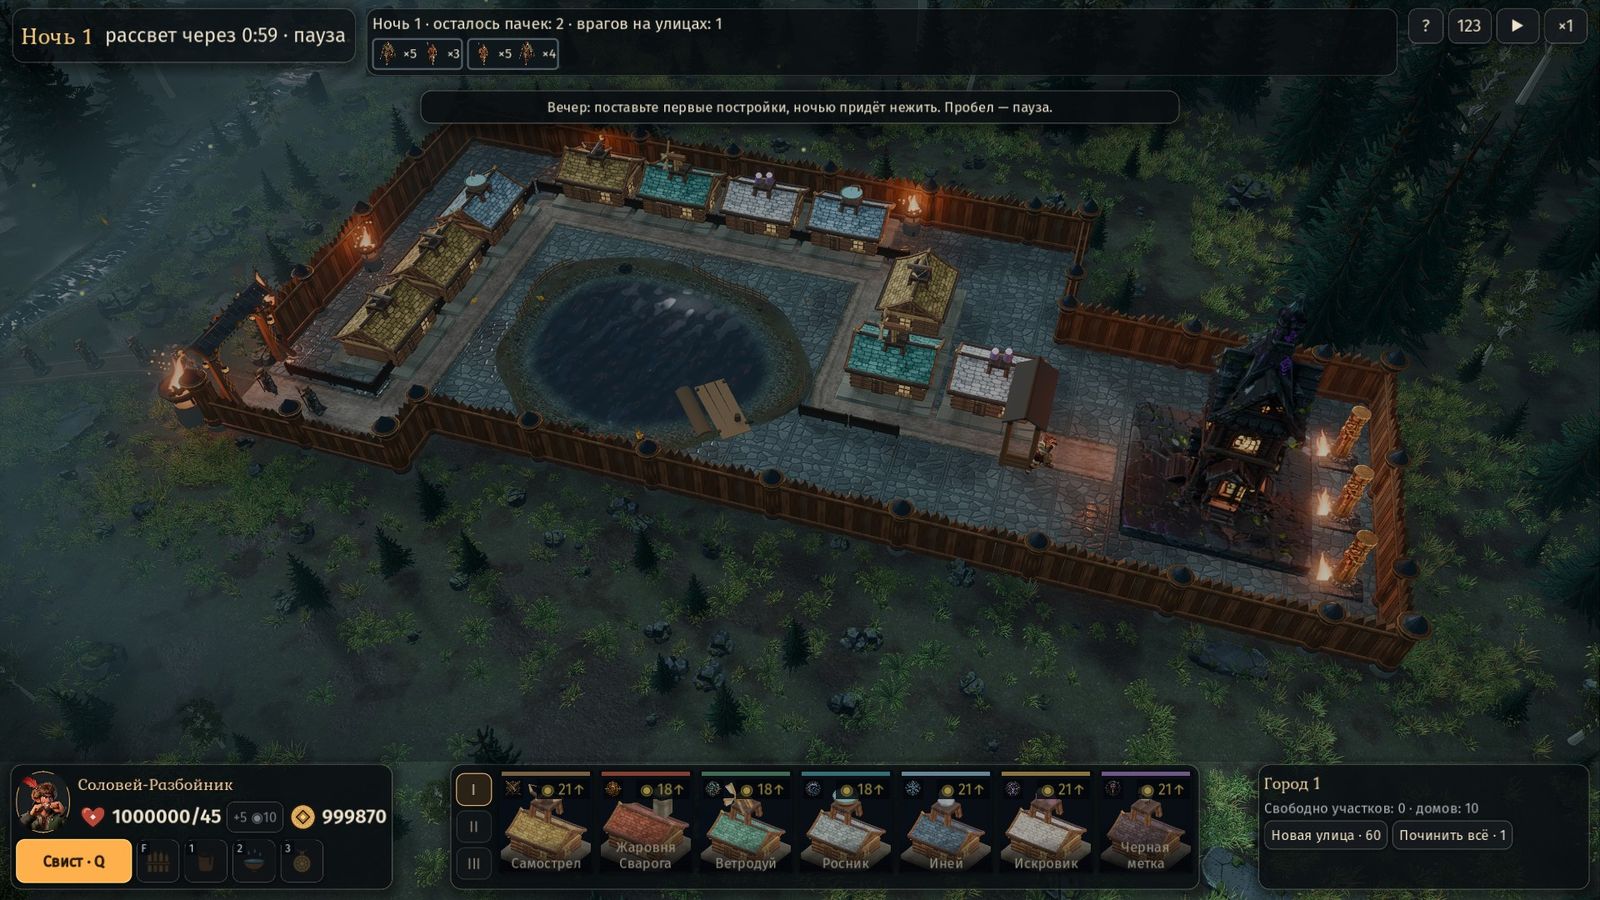 Ночь 1 рассвет через 0:59 · пауза
Ночь 1 · осталось пачек: 2 · врагов на улицах: 1
×5 ×3 ×5 ×4
? 123 ×1
Вечер: поставьте первые постройки, ночью придёт нежить. Пробел — пауза.
Соловей-Разбойник
1000000/45 +5 10 999870
Свист · Q F 1 2 3
I
II
III
21↑ 18↑ 18↑ 18↑ 21↑ 21↑ 21↑
Самострел
Жаровня
Сварога
Ветродуй
Росник
Иней
Искровик
Черная
метка
Город 1
Свободно участков: 0 · домов: 10
Новая улица · 60 Починить всё · 1